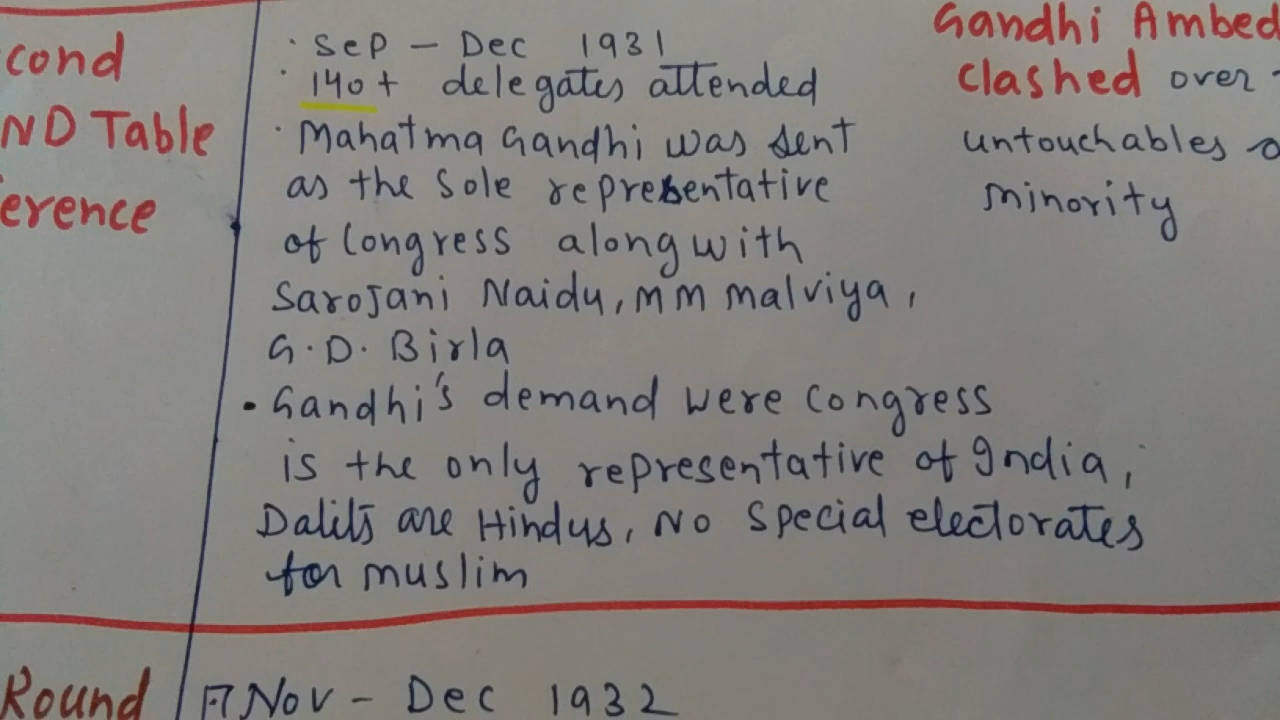 cond
ND Table
erence
· Sep - Dec 1931
· 140+ delegates attended
· Mahatma Gandhi was sent
as the Sole representative
of Congress along with
Sarojani Naidu, MM malviya,
G.D. Birla
• Gandhi's demand were Congress
is the only representative of India,
Dalits are Hindus, No special electorates
for muslim
Gandhi Ambed
clashed over
untouchables
minority
Round
Nov - Dec 1932